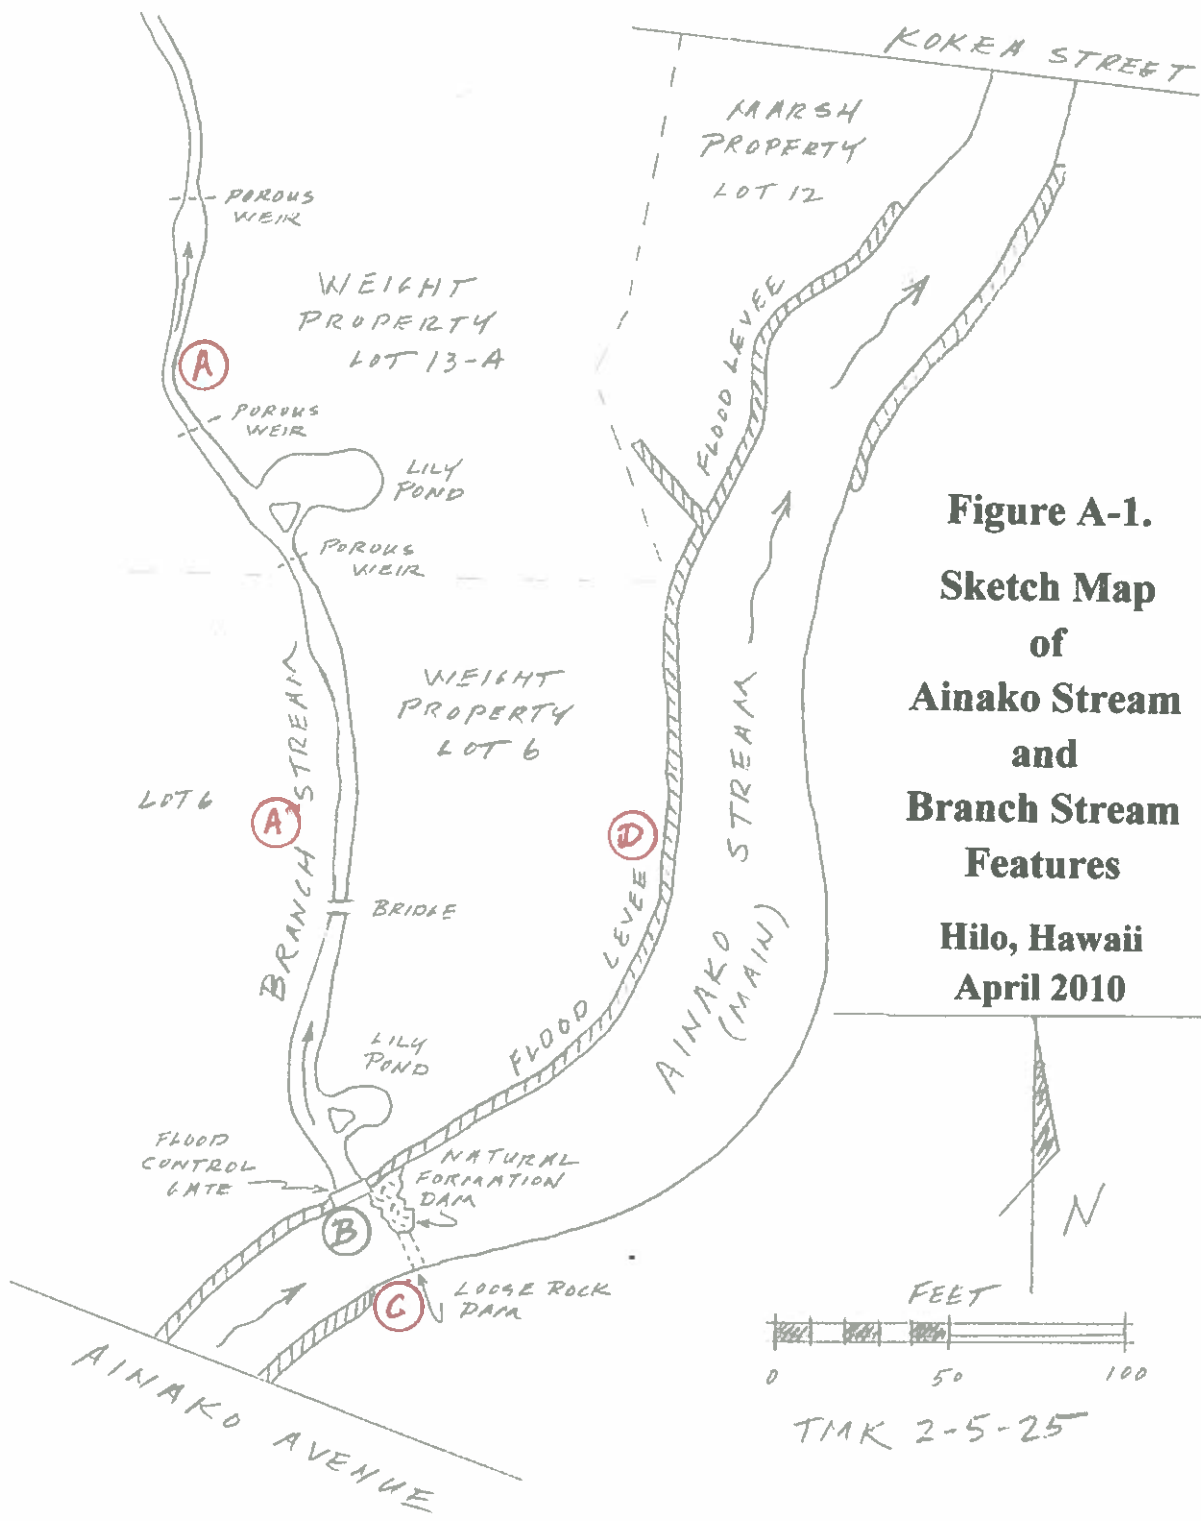 KOKEA STREET
MARSH
PROPERTY
LOT 12
POROUS
WEIR
WEIGHT
PROPERTY
LOT 13-A
FLOOD LEVEE
A
POROUS
WEIR
LILY
POND
Figure A-1.
Sketch Map
of
Ainako Stream
and
Branch Stream
Features
Hilo, Hawaii
April 2010
POROUS
WEIR
WEIGHT
PROPERTY
LOT 6
LOT 6
A
BRANCH STREAM
D
FLOOD LEVEE
AINAKO STREAM
(MAIN)
BRIDGE
LILY
POND
FLOOD
CONTROL
GATE
NATURAL
FORMATION
DAM
B
N
C
LOOSE ROCK
DAM
FEET
0 50 100
TMK 2-5-25
AINAKO AVENUE